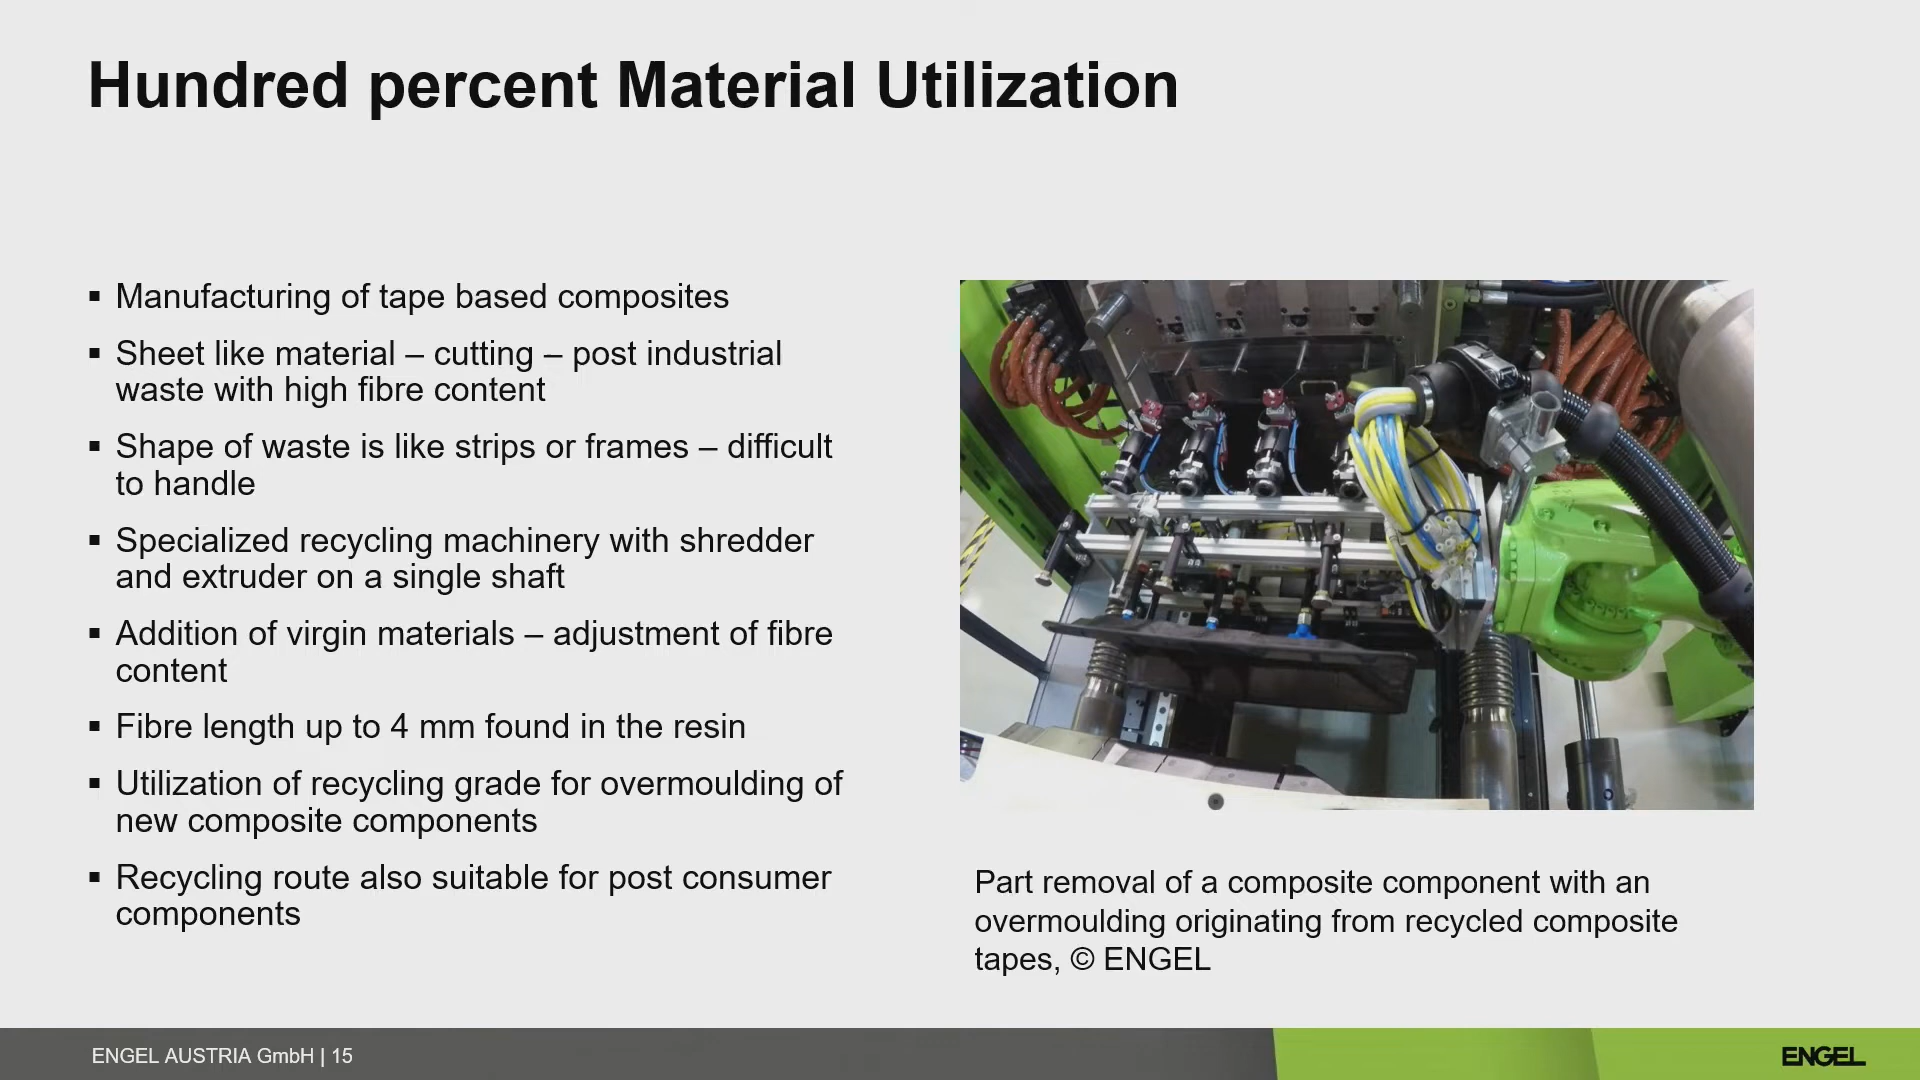 Hundred percent Material Utilization
▪ Manufacturing of tape based composites
▪ Sheet like material – cutting – post industrial
waste with high fibre content
▪ Shape of waste is like strips or frames – difficult
to handle
▪ Specialized recycling machinery with shredder
and extruder on a single shaft
▪ Addition of virgin materials – adjustment of fibre
content
▪ Fibre length up to 4 mm found in the resin
▪ Utilization of recycling grade for overmoulding of
new composite components
▪ Recycling route also suitable for post consumer
components
Part removal of a composite component with an
overmoulding originating from recycled composite
tapes, © ENGEL
ENGEL AUSTRIA GmbH | 15
ENGEL